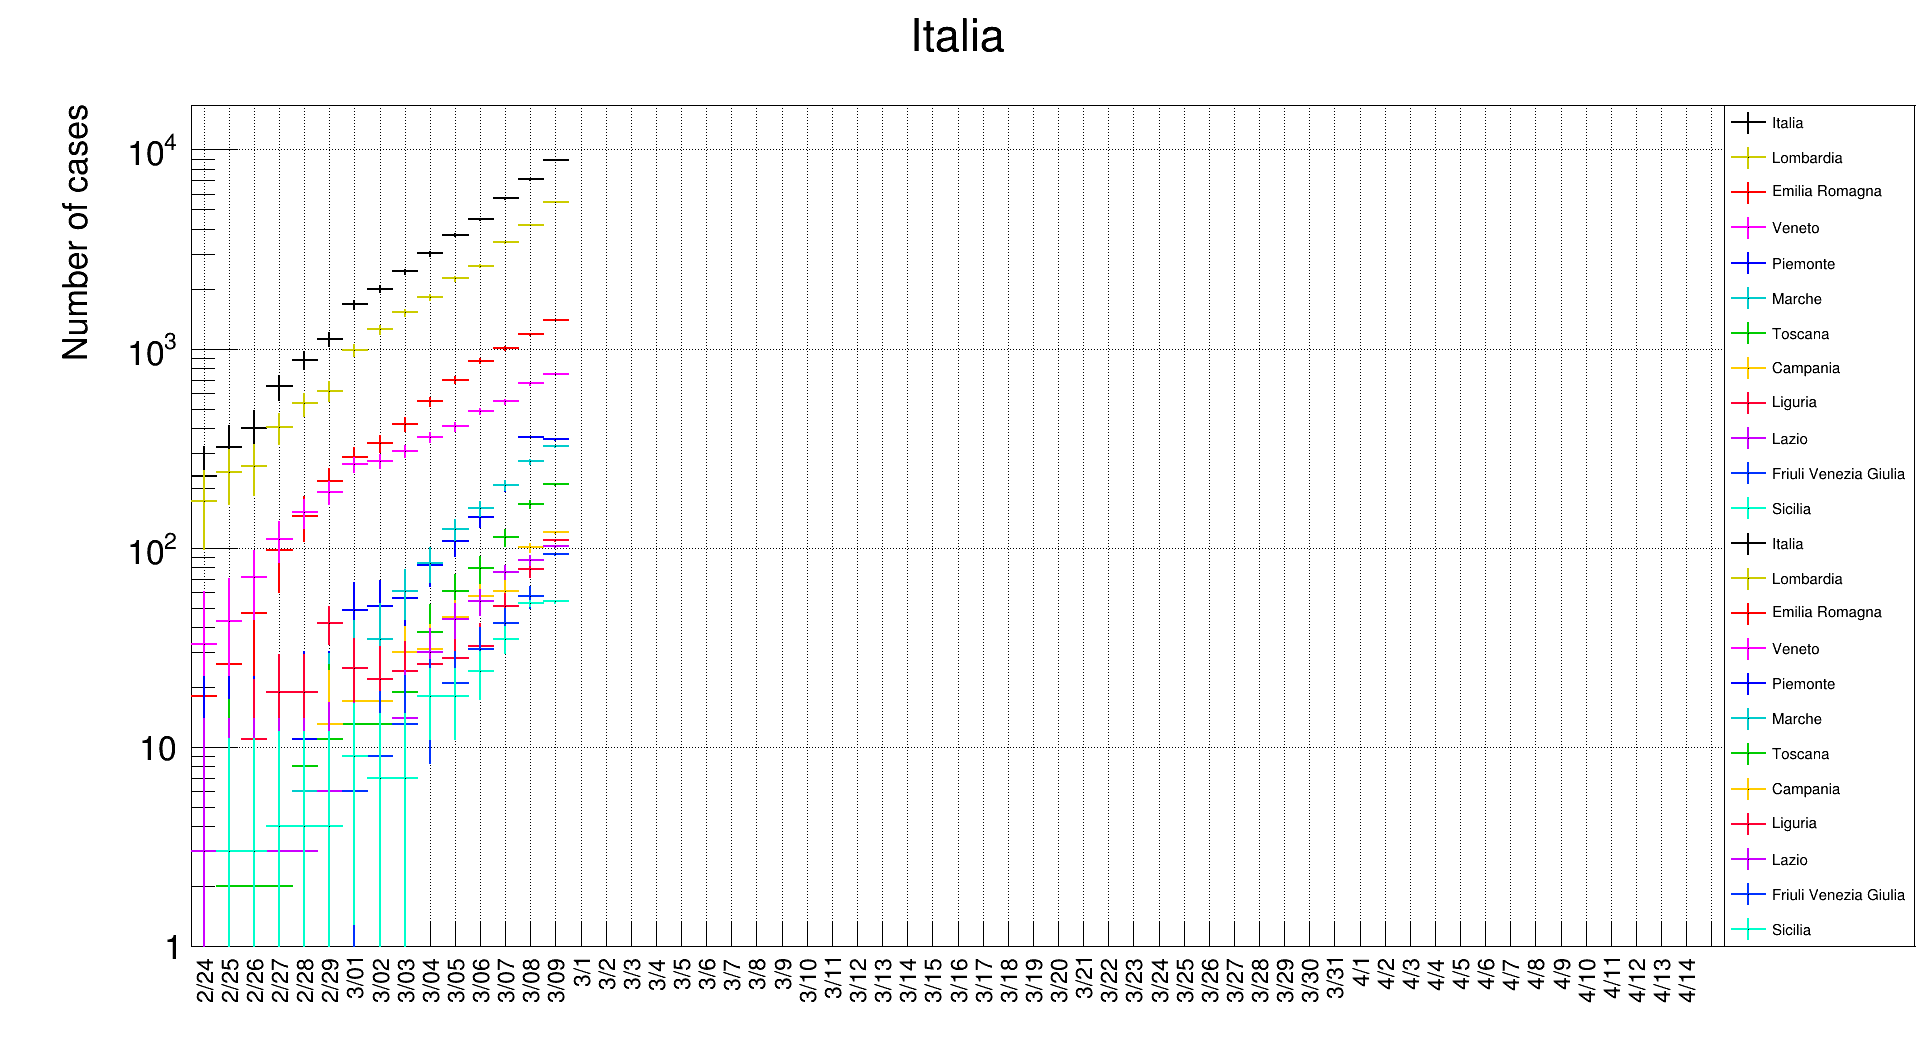 Italia
Number of cases
10^4
10^3
10^2
10
1
2/24
2/25
2/26
2/27
2/28
2/29
3/01
3/02
3/03
3/04
3/05
3/06
3/07
3/08
3/09
3/1
3/2
3/3
3/4
3/5
3/6
3/7
3/8
3/9
3/10
3/11
3/12
3/13
3/14
3/15
3/16
3/17
3/18
3/19
3/20
3/21
3/22
3/23
3/24
3/25
3/26
3/27
3/28
3/29
3/30
3/31
4/1
4/2
4/3
4/4
4/5
4/6
4/7
4/8
4/9
4/10
4/11
4/12
4/13
4/14
Italia
Lombardia
Emilia Romagna
Veneto
Piemonte
Marche
Toscana
Campania
Liguria
Lazio
Friuli Venezia Giulia
Sicilia
Italia
Lombardia
Emilia Romagna
Veneto
Piemonte
Marche
Toscana
Campania
Liguria
Lazio
Friuli Venezia Giulia
Sicilia